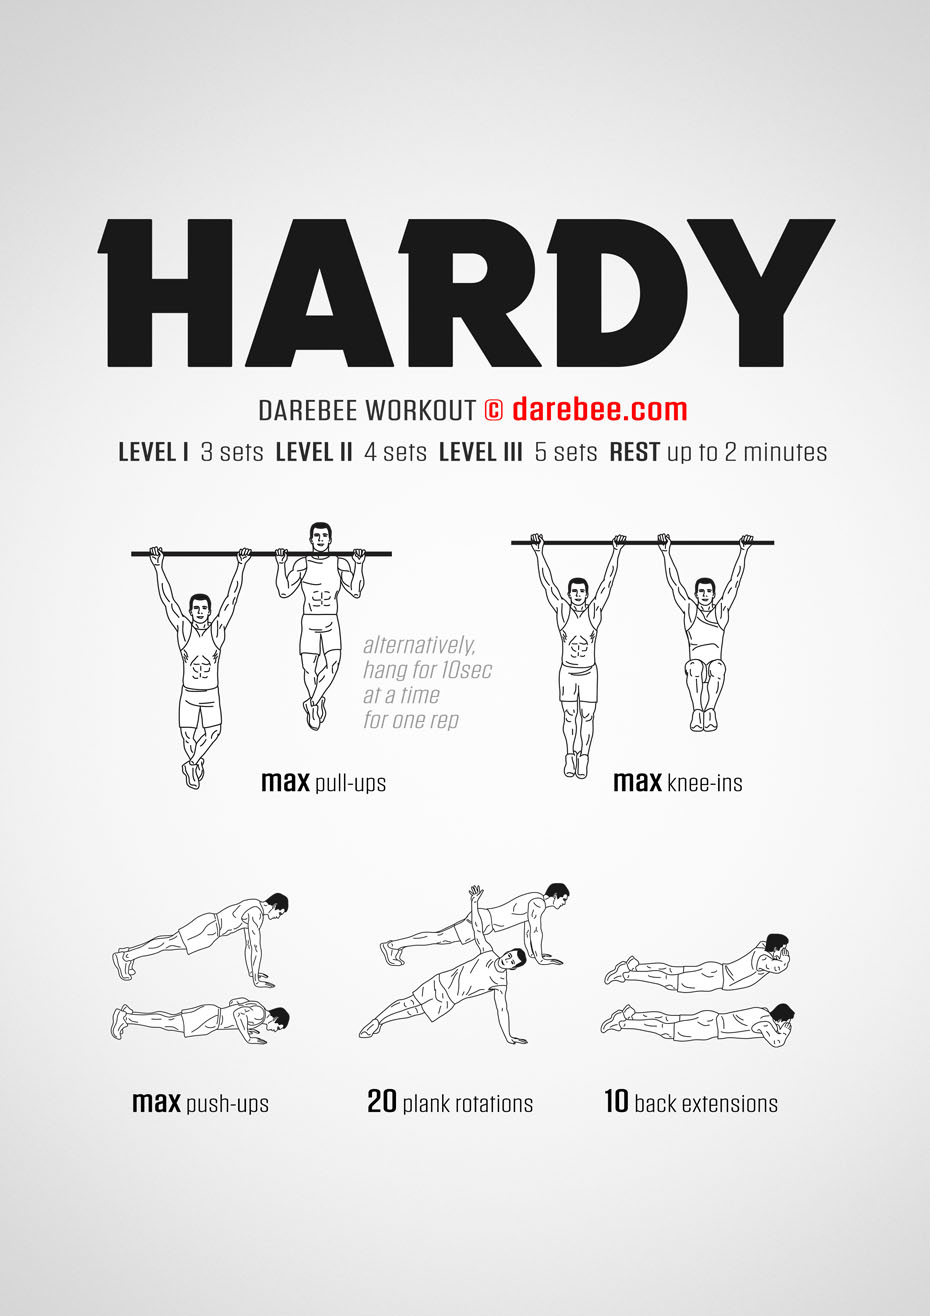 HARDY
DAREBEE WORKOUT © darebee.com
LEVEL I 3 sets LEVEL II 4 sets LEVEL III 5 sets REST up to 2 minutes
alternatively,
hang for 10sec
at a time
for one rep
max pull-ups
max knee-ins
max push-ups
20 plank rotations
10 back extensions